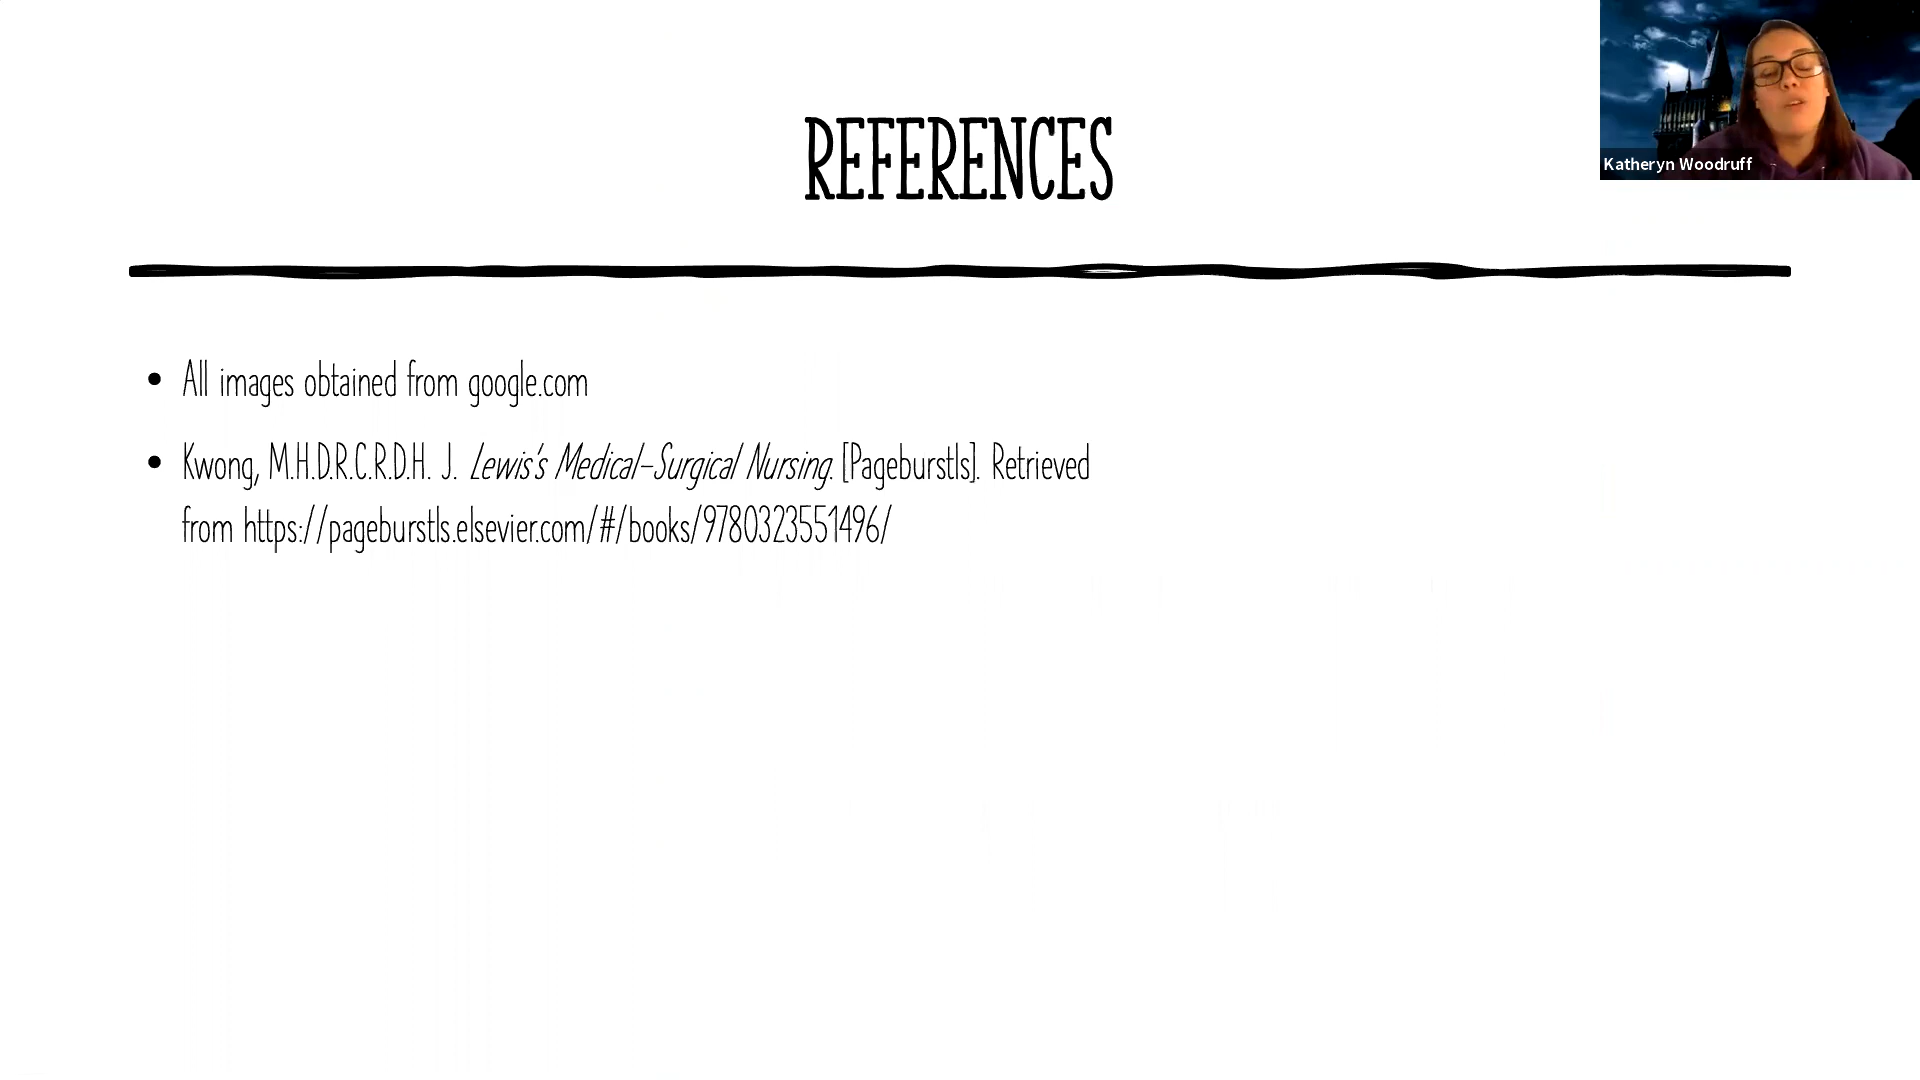 REFERENCES
Katheryn Woodruff
• All images obtained from google.com
• Kwong, M.H.D.R.C.R.D.H. J. Lewis's Medical-Surgical Nursing. [Pageburstls]. Retrieved
from https://pageburstls.elsevier.com/#/books/9780323551496/